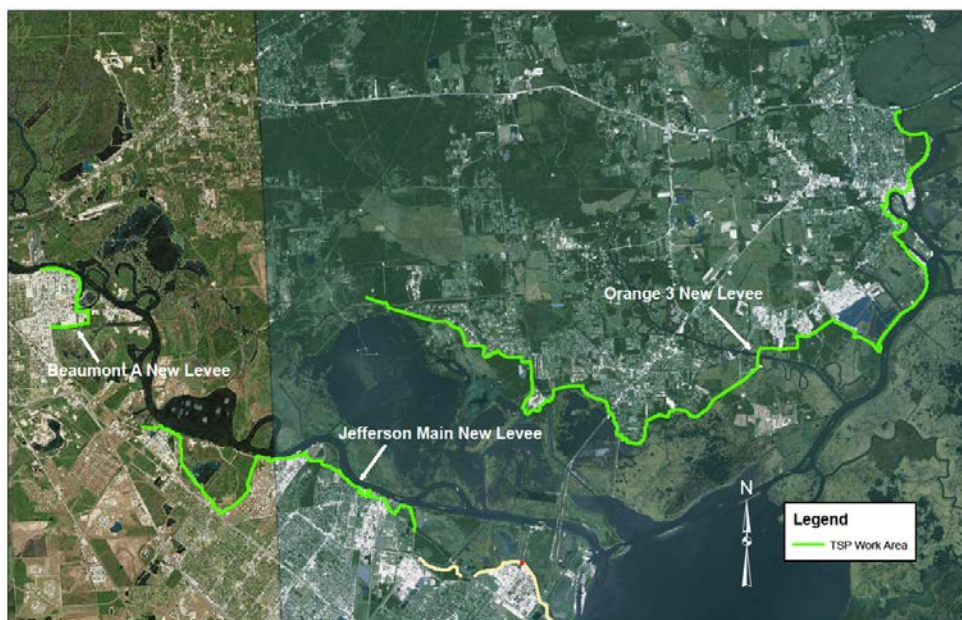 Orange 3 New Levee
Beaumont A New Levee
Jefferson Main New Levee
N
Legend
TSP Work Area